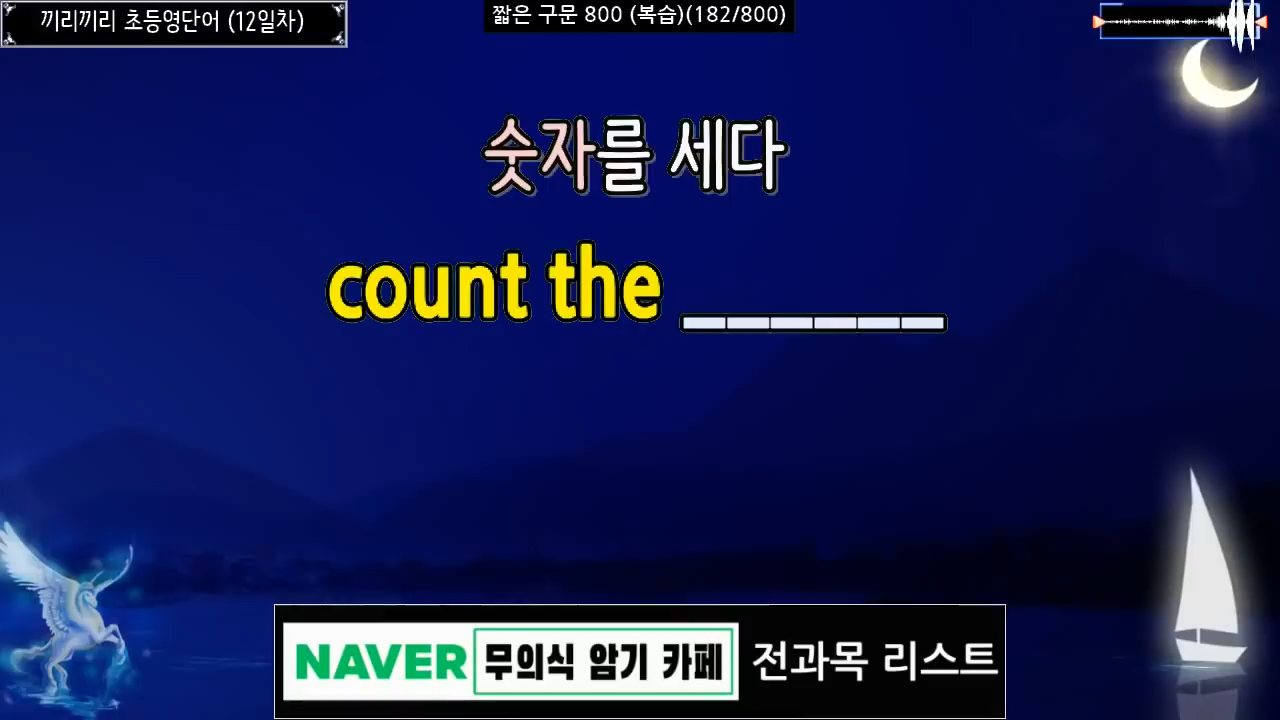 끼리끼리 초등영단어 (12일차)
짧은 구문 800 (복습)(182/800)
숫자를 세다
count the ______
NAVER 무의식 암기 카페 전과목 리스트